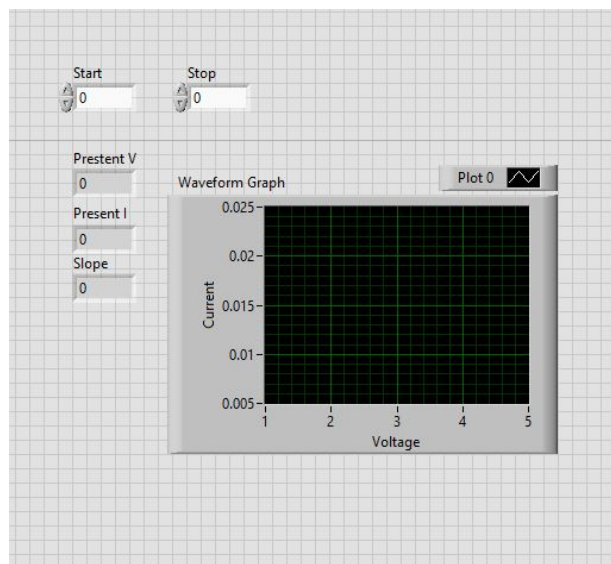 Start
Stop
0
0
Prestent V
0
Present I
0
Slope
0
Waveform Graph
Plot 0
0.025
0.02
0.015
0.01
0.005
Current
1
2
3
4
5
Voltage